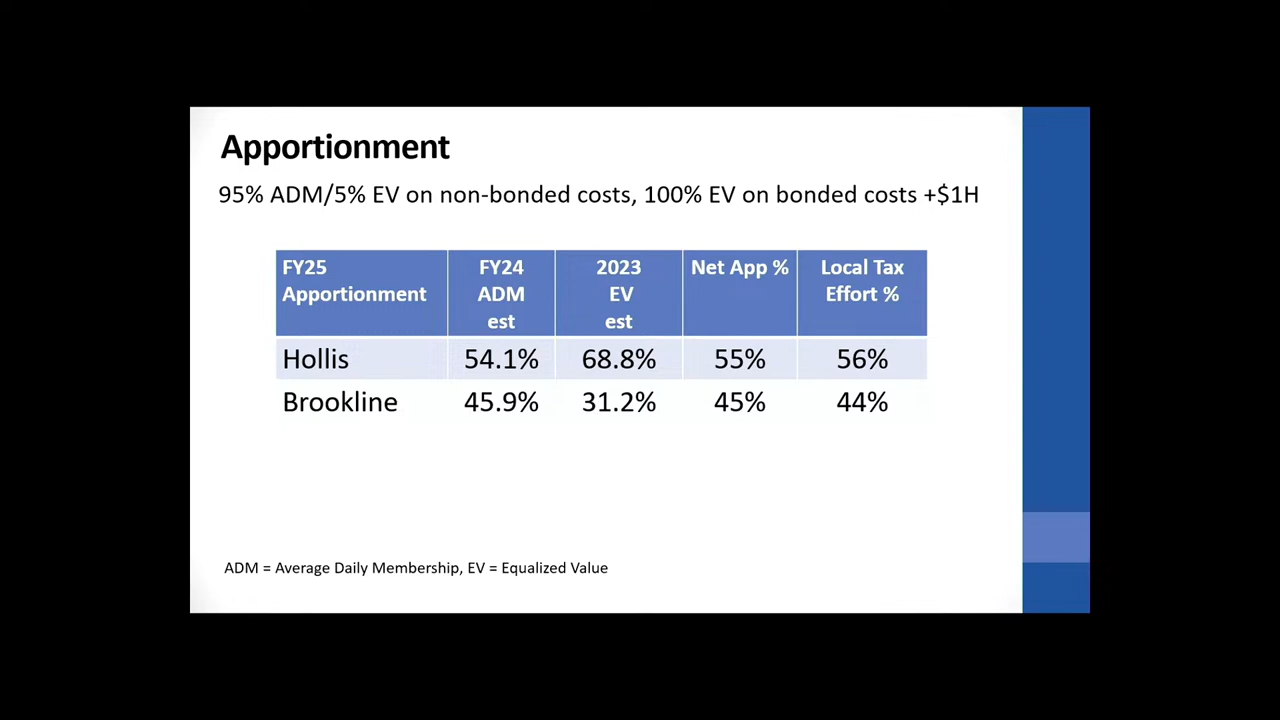 Apportionment
95% ADM/5% EV on non-bonded costs, 100% EV on bonded costs +$1H
FY25 Apportionment FY24 ADM est 2023 EV est Net App % Local Tax Effort %
Hollis 54.1% 68.8% 55% 56%
Brookline 45.9% 31.2% 45% 44%
ADM = Average Daily Membership, EV = Equalized Value